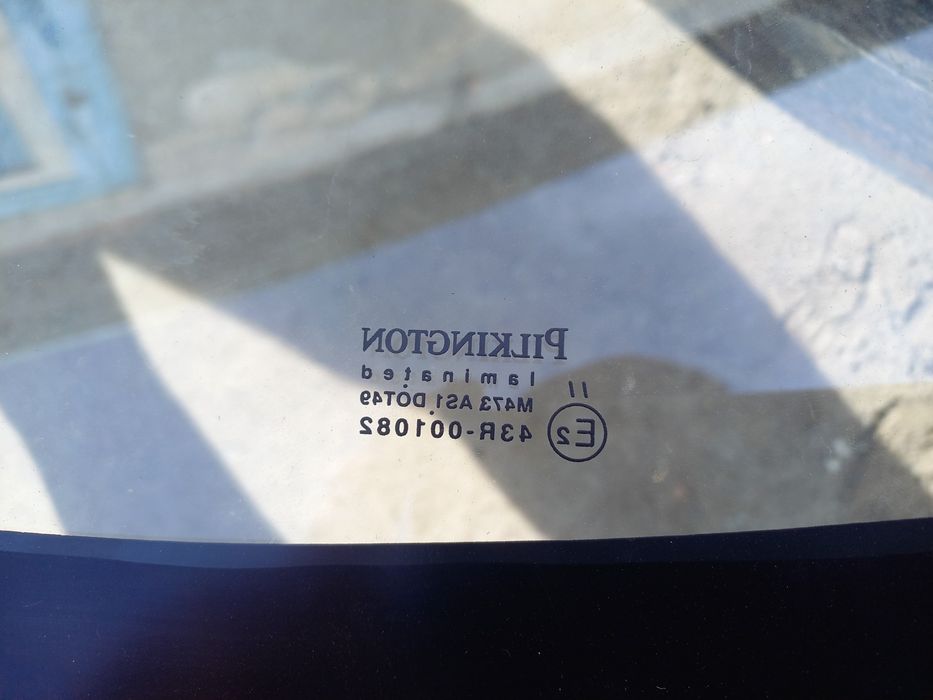 PILKINGTON
laminated
II
M473 AS1 DOT49
E2 43R-001082